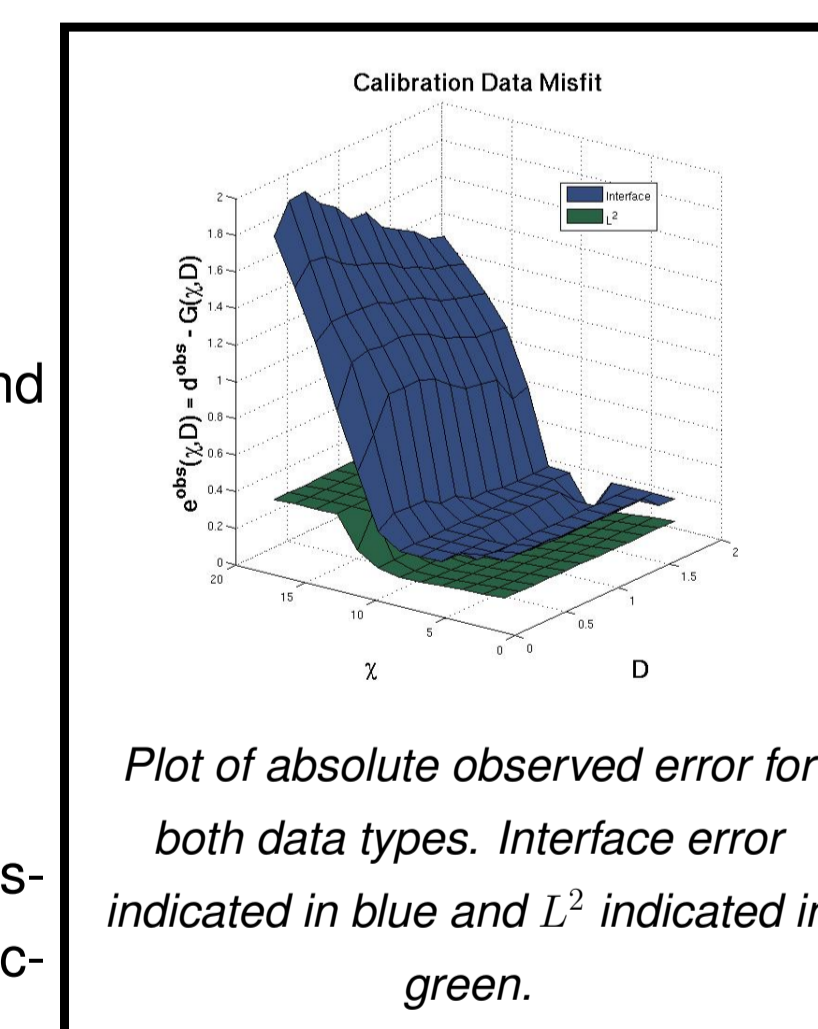 nd
s-
c-
Calibration Data Misfit
Interface
L²
e^obs(χ,D) = d^obs - G(χ,D)
2
1.8
1.6
1.4
1.2
1
0.8
0.6
0.4
0.2
0
20
15
10
5
0
0
0.5
1
1.5
2
χ
D
Plot of absolute observed error for
both data types. Interface error
indicated in blue and L² indicated in
green.